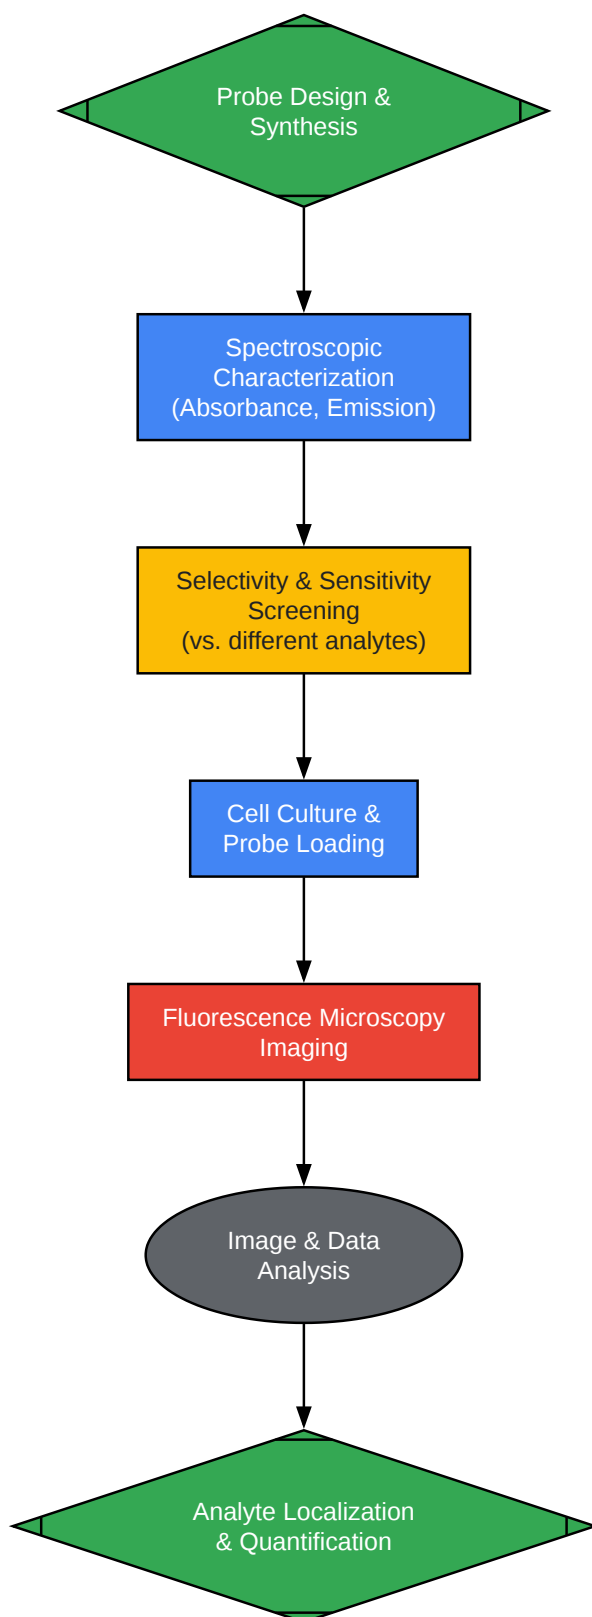 Probe Design &
Synthesis
Spectroscopic
Characterization
(Absorbance, Emission)
Selectivity & Sensitivity
Screening
(vs. different analytes)
Cell Culture &
Probe Loading
Fluorescence Microscopy
Imaging
Image & Data
Analysis
Analyte Localization
& Quantification